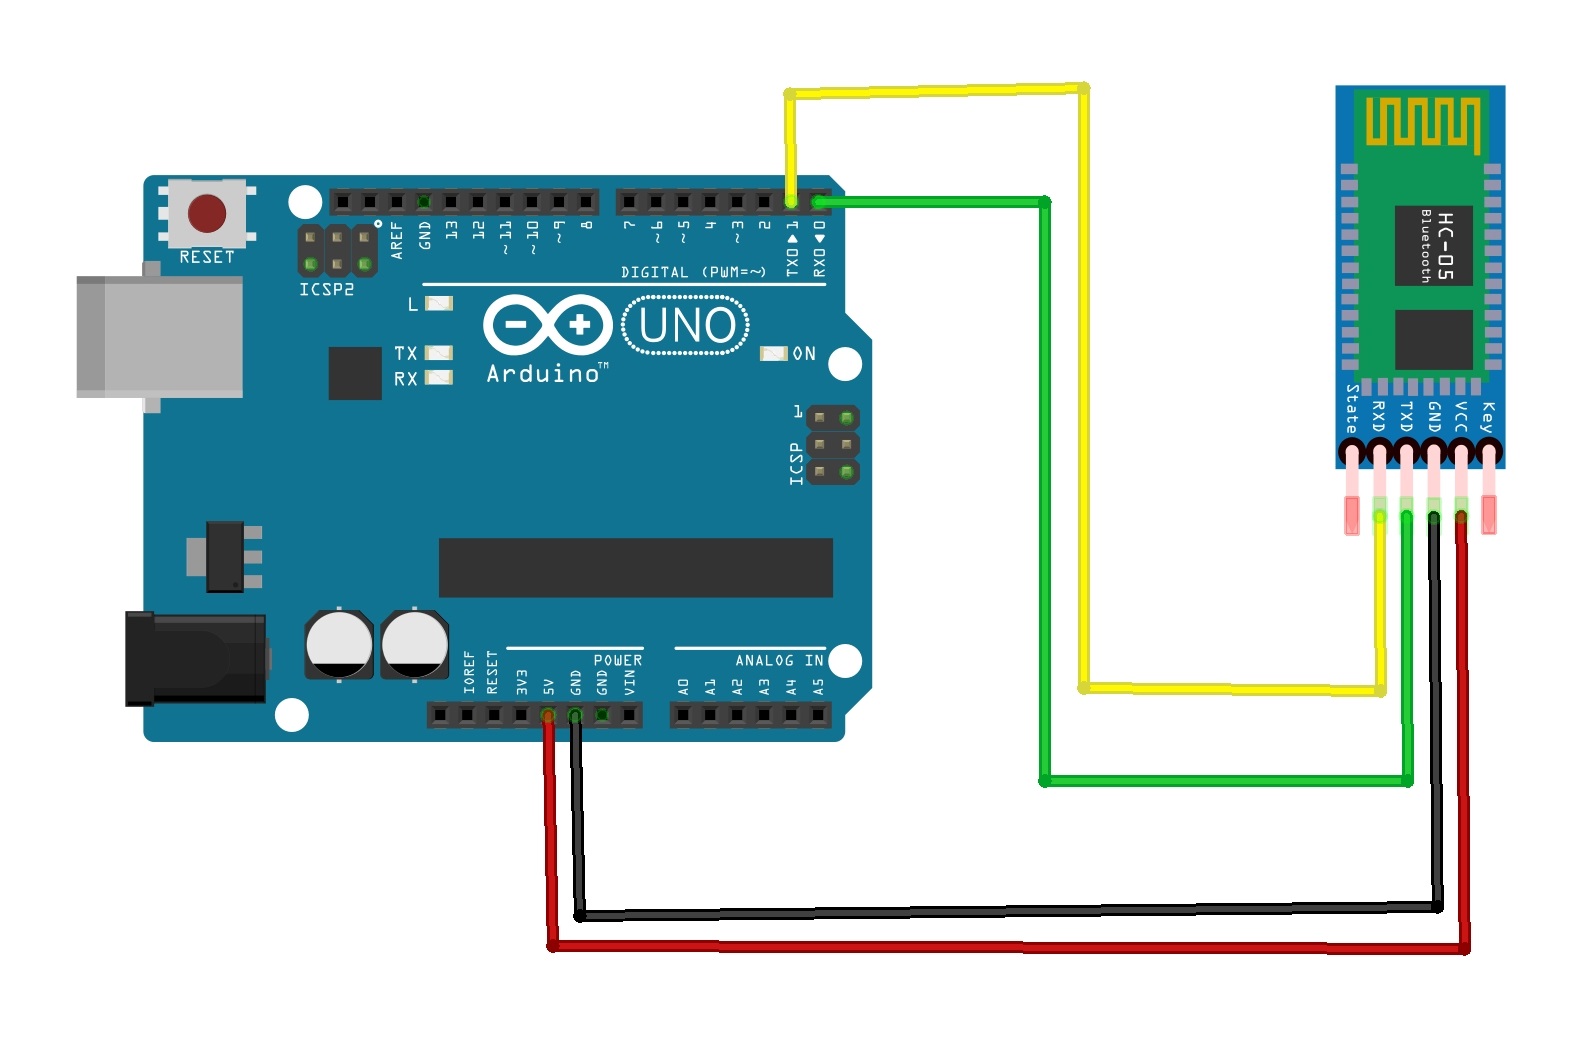 RESET
ICSP2
AREF
GND
13
12
~11
~10
~9
8
7
~6
~5
4
~3
2
TX0▶1
RX0◀0
DIGITAL (PWM=~)
L
TX
RX
UNO
ON
Arduino™
1
ICSP
POWER
ANALOG IN
IOREF
RESET
3V3
5V
GND
GND
VIN
A0
A1
A2
A3
A4
A5
HC-05
Bluetooth
State
RXD
TXD
GND
VCC
Key